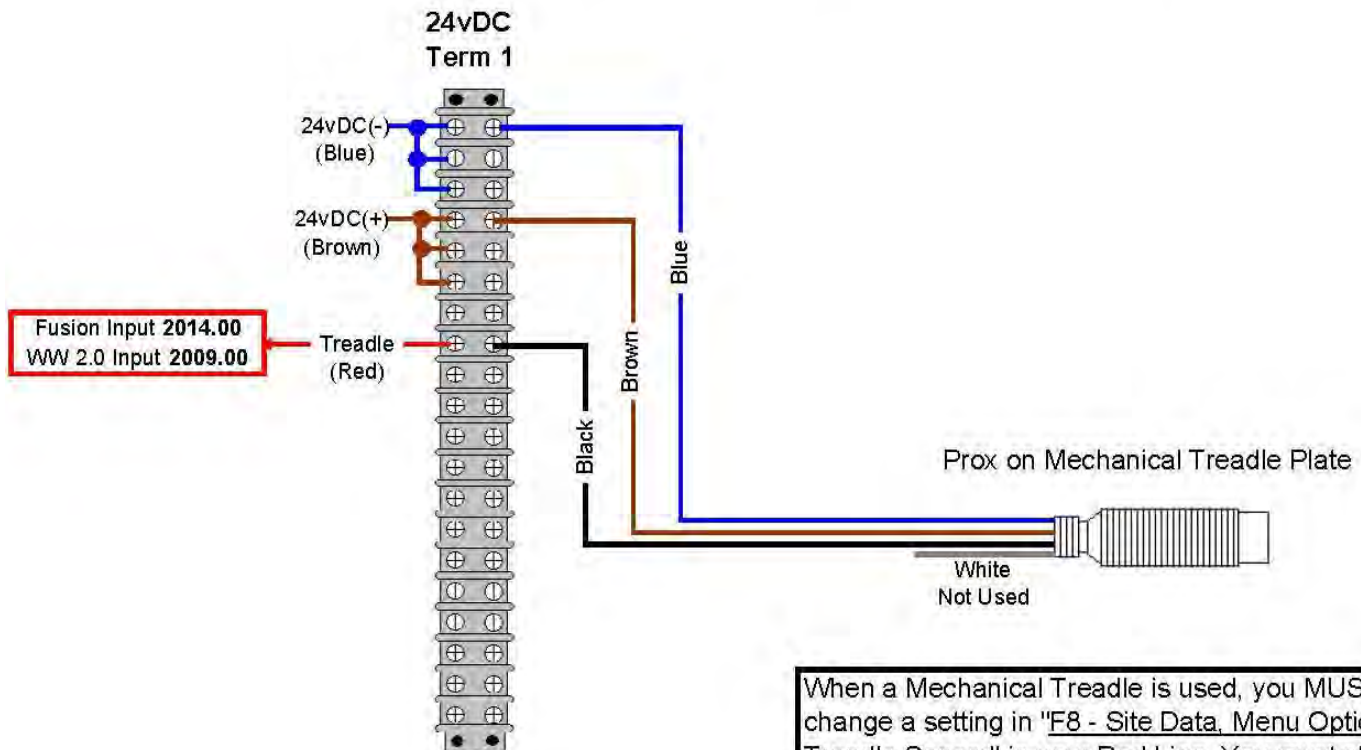 24vDC
Term 1
24vDC(-)
(Blue)
24vDC(+)
(Brown)
Fusion Input 2014.00
WW 2.0 Input 2009.00
Treadle
(Red)
Blue
Brown
Black
Prox on Mechanical Treadle Plate
White
Not Used
When a Mechanical Treadle is used, you MUS
change a setting in "F8 - Site Data, Menu Optio